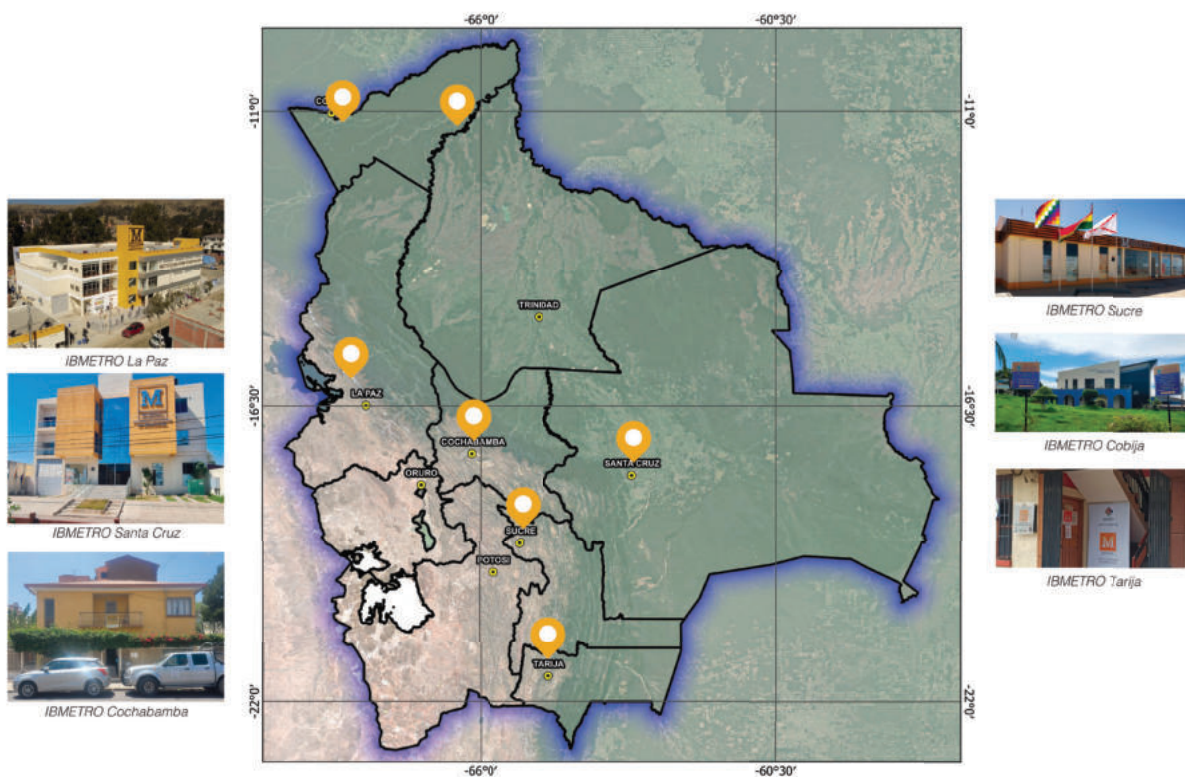 -66°0'
-60°30'
-11°0'
-11°0'
CO
TRINIDAD
LA PAZ
-16°30'
-16°30'
COCHABAMBA
SANTA CRUZ
ORURO
SUCRE
POTOSI
TARIJA
-22°0'
-22°0'
-66°0'
-60°30'
M
IBMETRO La Paz
M
IBMETRO Santa Cruz
IBMETRO Cochabamba
IBMETRO Sucre
IBMETRO Cobija
M
IBMETRO Tarija